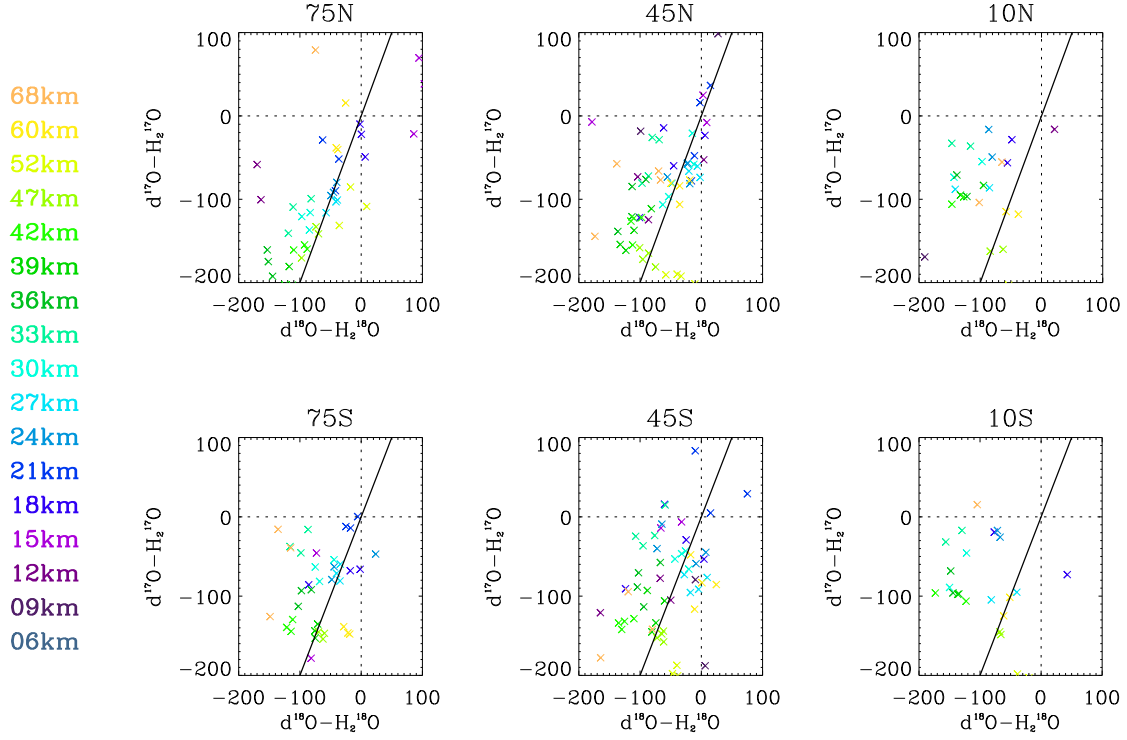 75N 45N 10N
100 100 100
68km
60km
52km
47km
42km
39km
36km
33km
30km
27km
24km
21km
18km
15km
12km
09km
06km
0 0 0
−100 −100 −100
−200 −200 −200
d¹⁷O−H₂¹⁷O d¹⁷O−H₂¹⁷O d¹⁷O−H₂¹⁷O
−200 −100 0 100 −200 −100 0 100 −200 −100 0 100
d¹⁸O−H₂¹⁸O d¹⁸O−H₂¹⁸O d¹⁸O−H₂¹⁸O
75S 45S 10S
100 100 100
0 0 0
−100 −100 −100
−200 −200 −200
d¹⁷O−H₂¹⁷O d¹⁷O−H₂¹⁷O d¹⁷O−H₂¹⁷O
−200 −100 0 100 −200 −100 0 100 −200 −100 0 100
d¹⁸O−H₂¹⁸O d¹⁸O−H₂¹⁸O d¹⁸O−H₂¹⁸O